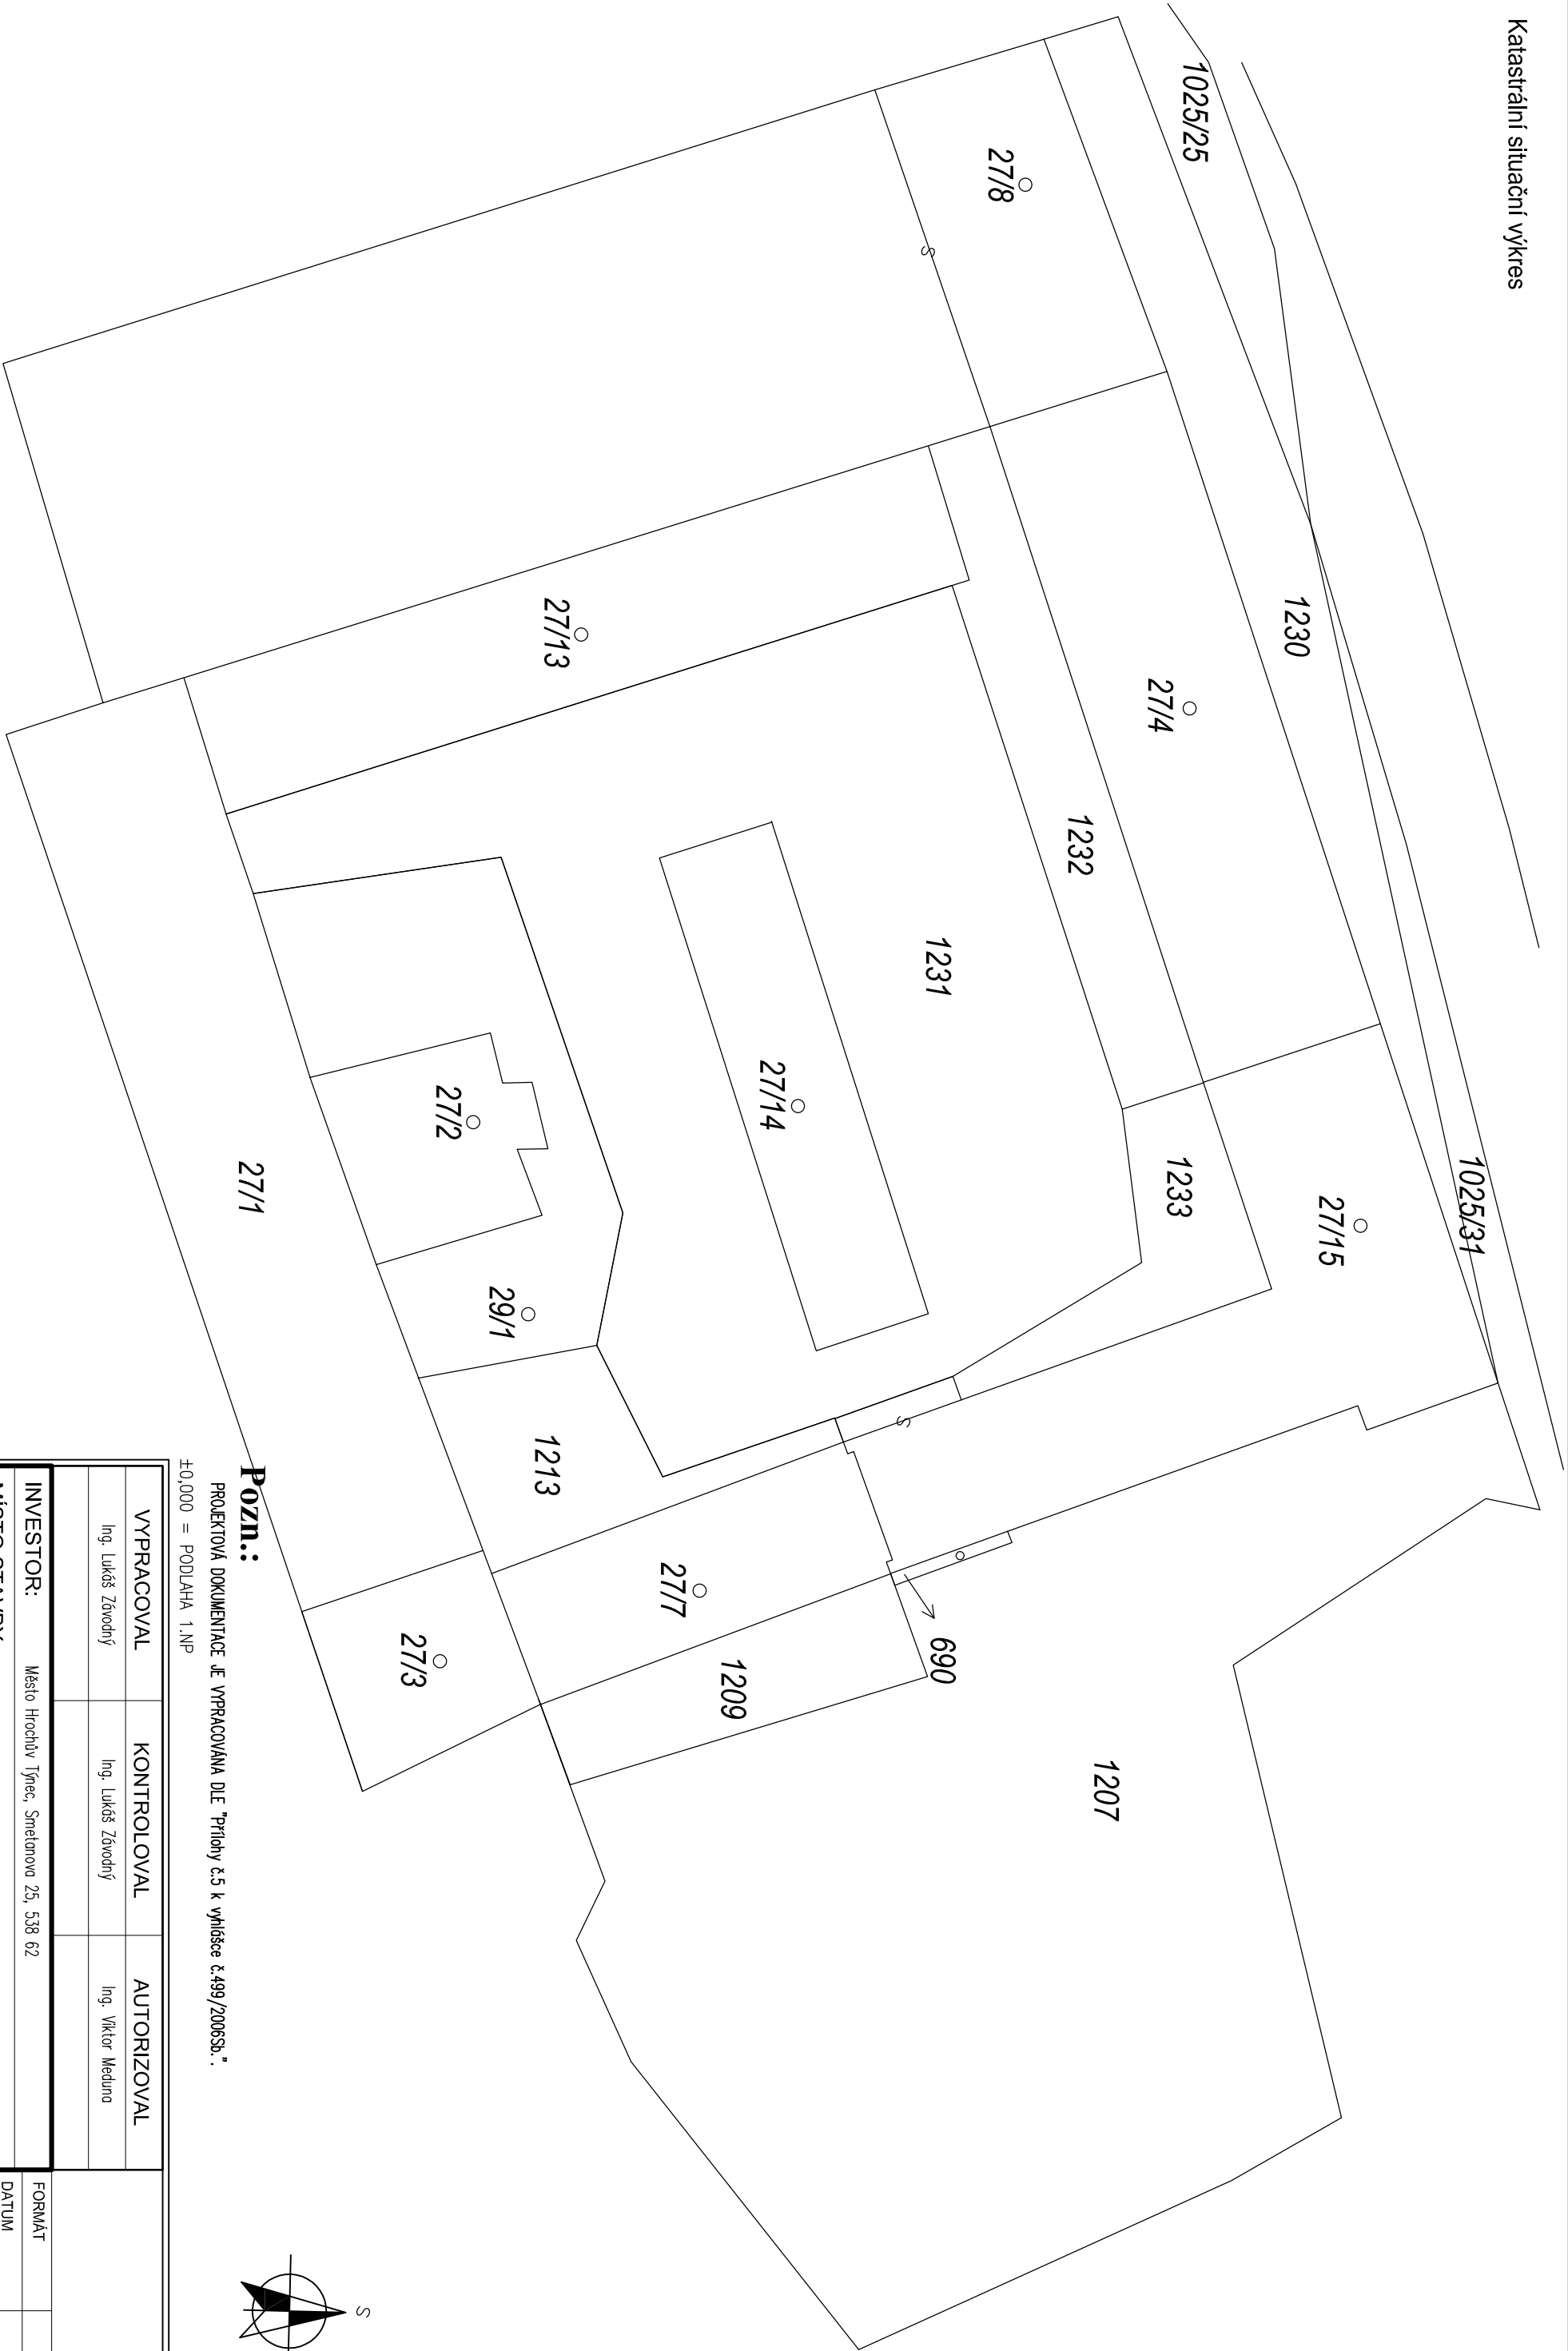 Katastrální situační výkres
1025/25
27/8
S
1230
27/4
27/13
1232
1231
27/14
1233
27/15
1025/31
27/2
27/1
29/1
1213
S
27/7
690
27/3
1209
1207
Pozn.:
PROJEKTOVÁ DOKUMENTACE JE VYPRACOVÁNA DLE "Přílohy č.5 k vyhlášce č.499/2006Sb.".
±0,000 = PODLAHA 1.NP
S
VYPRACOVAL KONTROLOVAL AUTORIZOVAL
Ing. Lukáš Závodný Ing. Lukáš Závodný Ing. Viktor Meduna
INVESTOR: Město Hrochův Týnec, Smetanova 25, 538 62
FORMÁT
DATUM